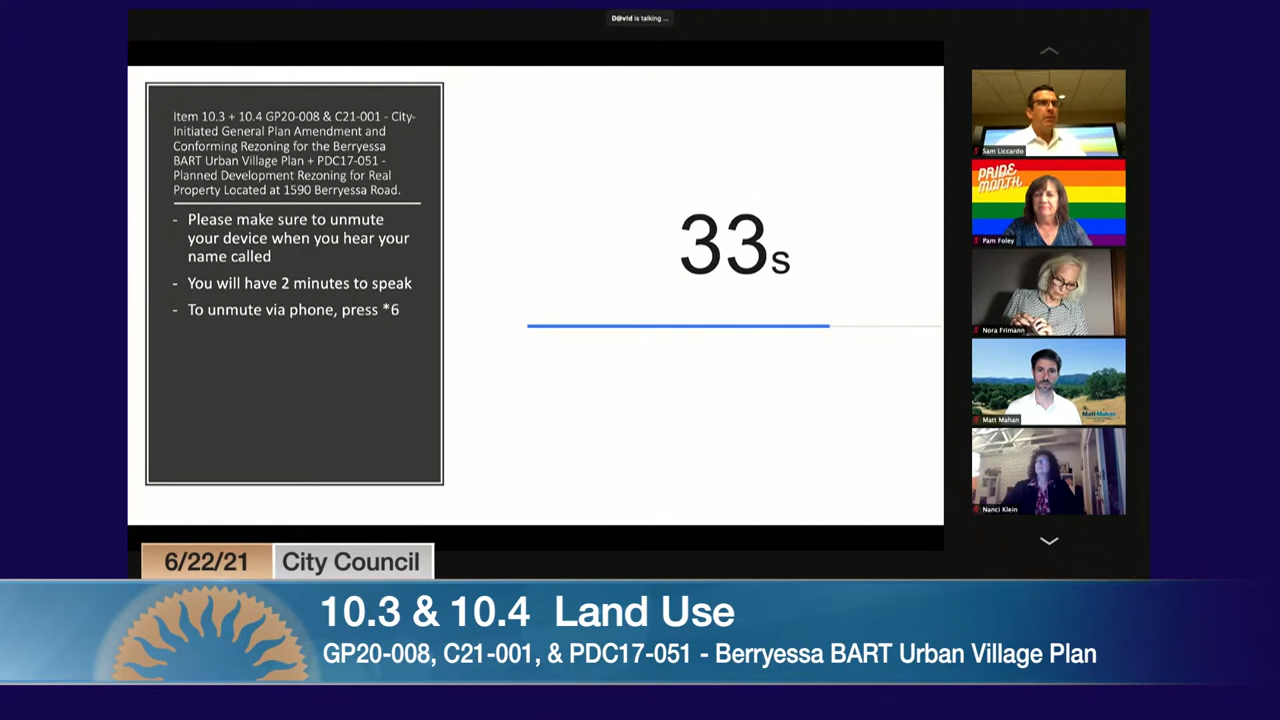 D@v!d is talking ...
Item 10.3 + 10.4 GP20-008 & C21-001 - City-
Initiated General Plan Amendment and
Conforming Rezoning for the Berryessa
BART Urban Village Plan + PDC17-051 -
Planned Development Rezoning for Real
Property Located at 1590 Berryessa Road.
- Please make sure to unmute
your device when you hear your
name called
- You will have 2 minutes to speak
- To unmute via phone, press *6
33s
Sam Liccardo
PRIDE
MONTH
Pam Foley
Nora Frimann
Matt Mahan
Matt Mahan
Nanci Klein
6/22/21 City Council
10.3 & 10.4 Land Use
GP20-008, C21-001, & PDC17-051 - Berryessa BART Urban Village Plan